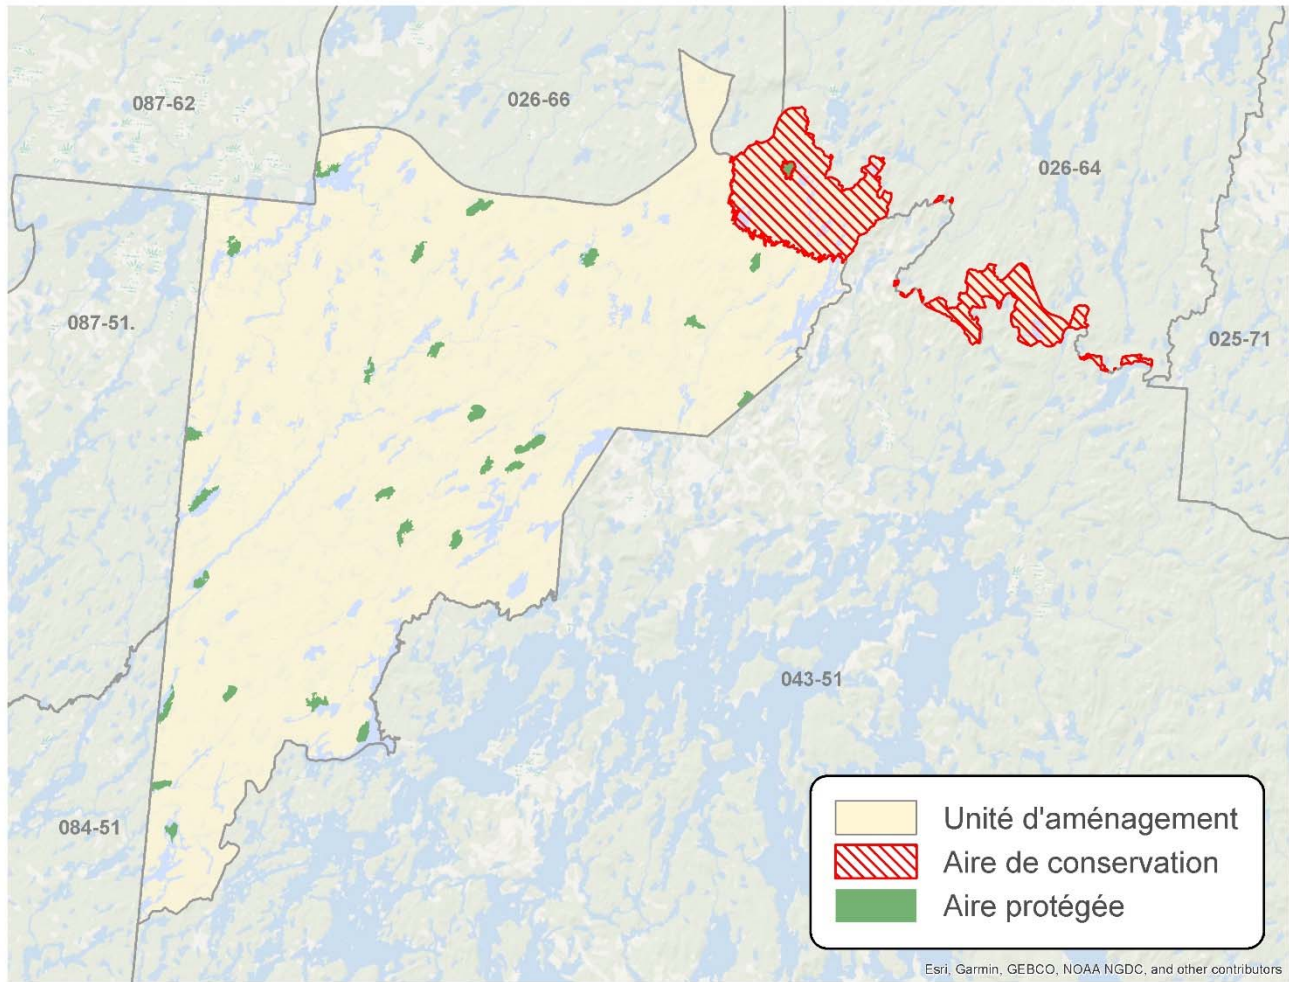 087-62
026-66
026-64
087-51.
025-71
043-51
084-51
Unité d'aménagement
Aire de conservation
Aire protégée
Esri, Garmin, GEBCO, NOAA NGDC, and other contributors